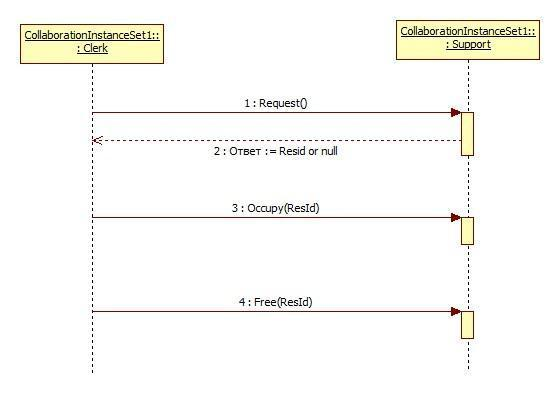 CollaborationInstanceSet1::
: Clerk
CollaborationInstanceSet1::
: Support
1 : Request()
2 : Ответ := Resid or null
3 : Occupy(ResId)
4 : Free(ResId)